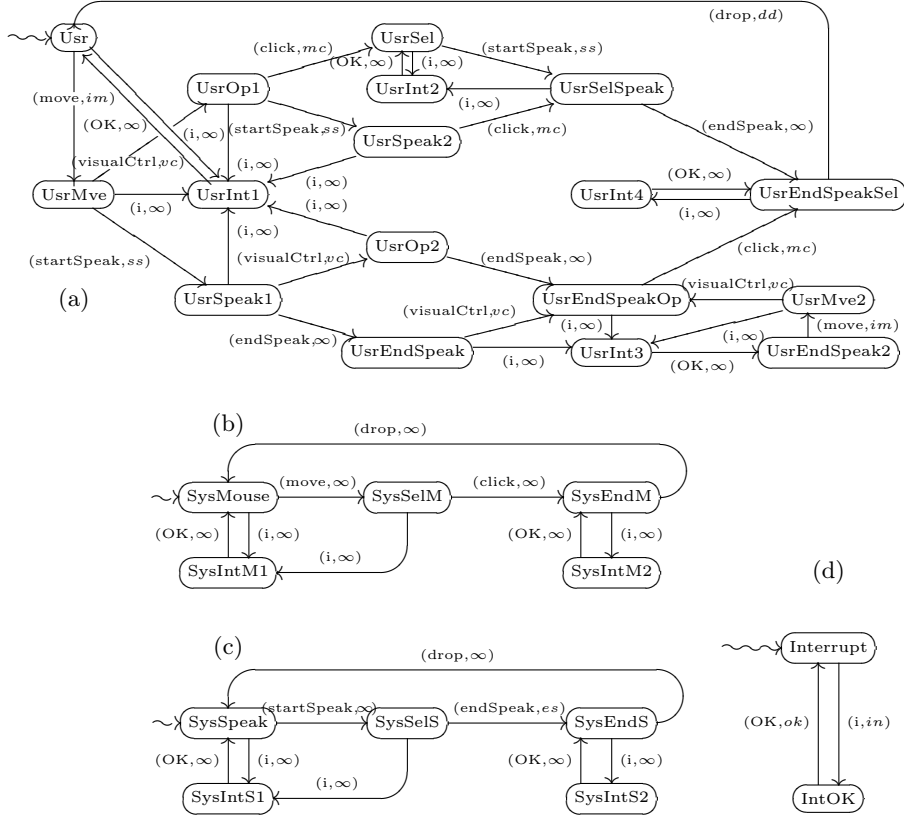 (drop,dd)
Usr
UsrSel
(click,mc)
(startSpeak,ss)
(OK,∞)
(i,∞)
UsrOp1
UsrInt2
UsrSelSpeak
(move,im)
(i,∞)
(OK,∞)
(i,∞)
(startSpeak,ss)
(click,mc)
(endSpeak,∞)
UsrSpeak2
(visualCtrl,vc)
(i,∞)
(i,∞)
(OK,∞)
UsrMve
UsrInt1
UsrInt4
UsrEndSpeakSel
(i,∞)
(i,∞)
(i,∞)
(i,∞)
UsrOp2
(click,mc)
(startSpeak,ss)
(visualCtrl,vc)
(endSpeak,∞)
(a)
UsrSpeak1
UsrEndSpeakOp
(visualCtrl,vc)
UsrMve2
(visualCtrl,vc)
(endSpeak,∞)
(i,∞)
(i,∞)
(move,im)
UsrEndSpeak
UsrInt3
UsrEndSpeak2
(i,∞)
(OK,∞)
(b)
(drop,∞)
SysMouse
(move,∞)
SysSelM
(click,∞)
SysEndM
(OK,∞)
(i,∞)
(OK,∞)
(i,∞)
(i,∞)
SysIntM1
SysIntM2
(d)
(c)
(drop,∞)
Interrupt
SysSpeak
(startSpeak,∞)
SysSelS
(endSpeak,es)
SysEndS
(OK,ok)
(i,in)
(OK,∞)
(i,∞)
(OK,∞)
(i,∞)
(i,∞)
SysIntS1
SysIntS2
IntOK